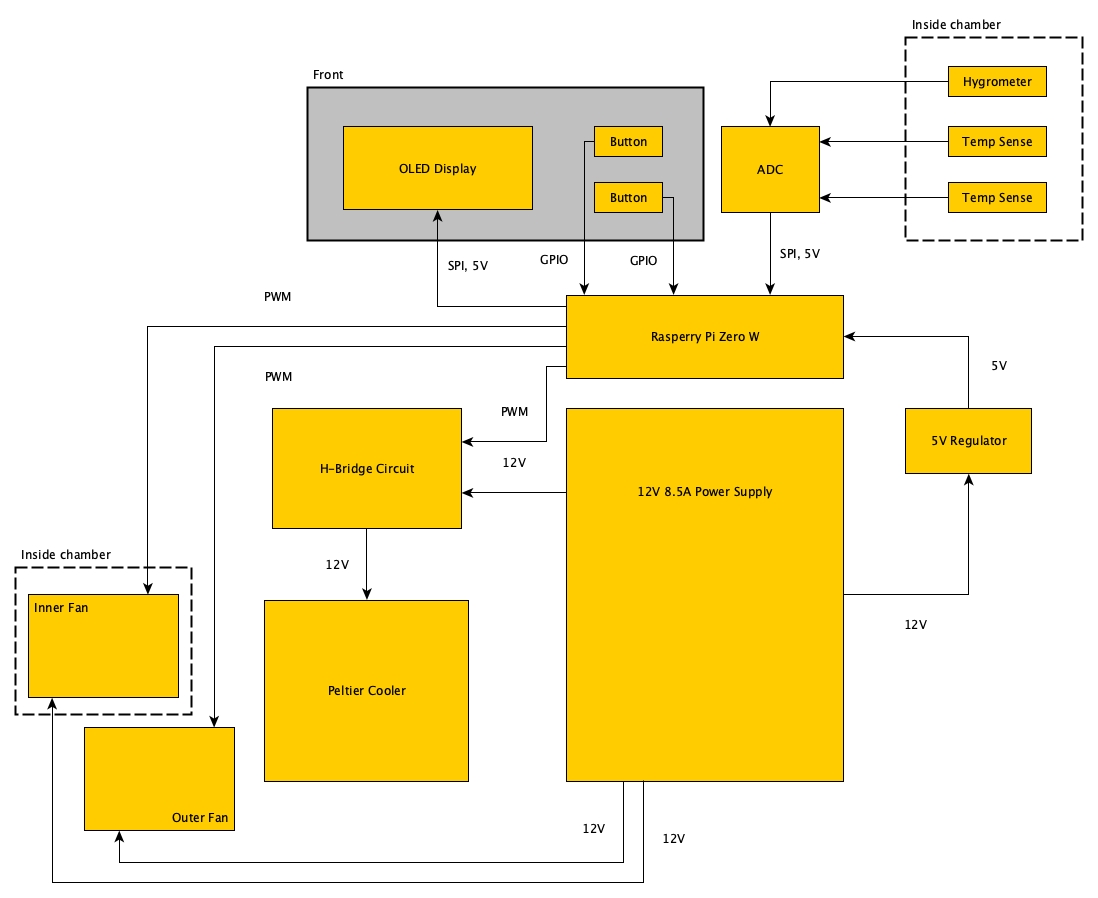 Inside chamber
Front
Hygrometer
OLED Display
Button
ADC
Temp Sense
Button
Temp Sense
SPI, 5V
GPIO
GPIO
SPI, 5V
PWM
Rasperry Pi Zero W
5V
PWM
PWM
H-Bridge Circuit
12V
12V 8.5A Power Supply
5V Regulator
Inside chamber
12V
Inner Fan
12V
Peltier Cooler
Outer Fan
12V
12V